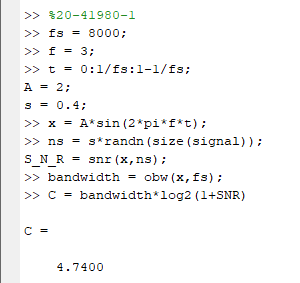 >> %20-41980-1
>> fs = 8000;
>> f = 3;
>> t = 0:1/fs:1-1/fs;
A = 2;
s = 0.4;
>> x = A*sin(2*pi*f*t);
>> ns = s*randn(size(signal));
S_N_R = snr(x,ns);
>> bandwidth = obw(x,fs);
>> C = bandwidth*log2(1+SNR)
C =
4.7400